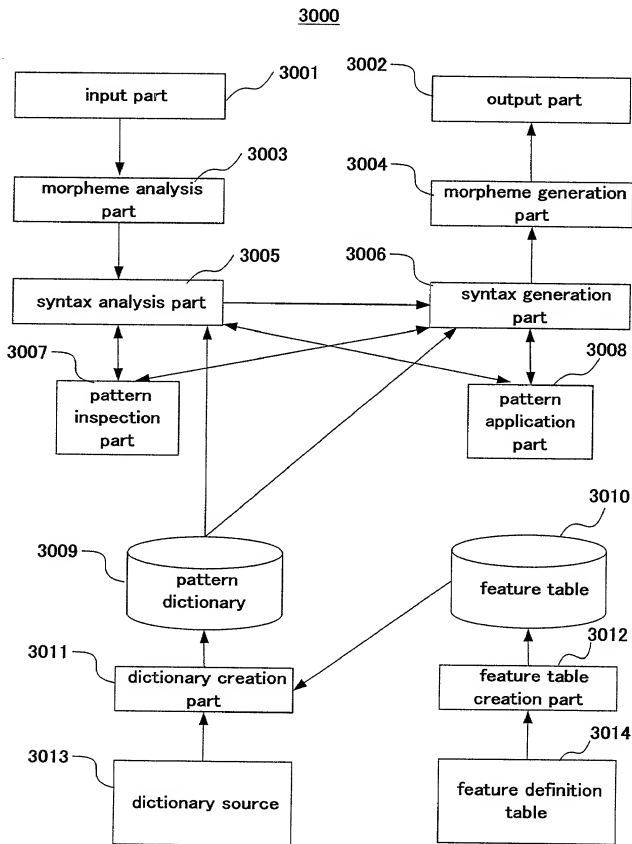 3000
3001
input part
3002
output part
3003
morpheme analysis
part
3004
morpheme generation
part
3005
syntax analysis part
3006
syntax generation
part
3007
pattern
inspection
part
3008
pattern
application
part
3009
pattern
dictionary
3010
feature table
3011
dictionary creation
part
3012
feature table
creation part
3013
dictionary source
3014
feature definition
table